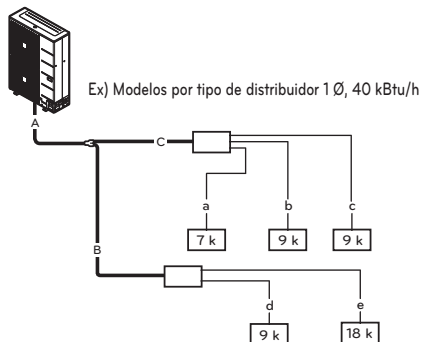 Ex) Modelos por tipo de distribuidor 1 Ø, 40 kBtu/h
A
C
a
b
c
7 k
9 k
9 k
B
d
e
9 k
18 k